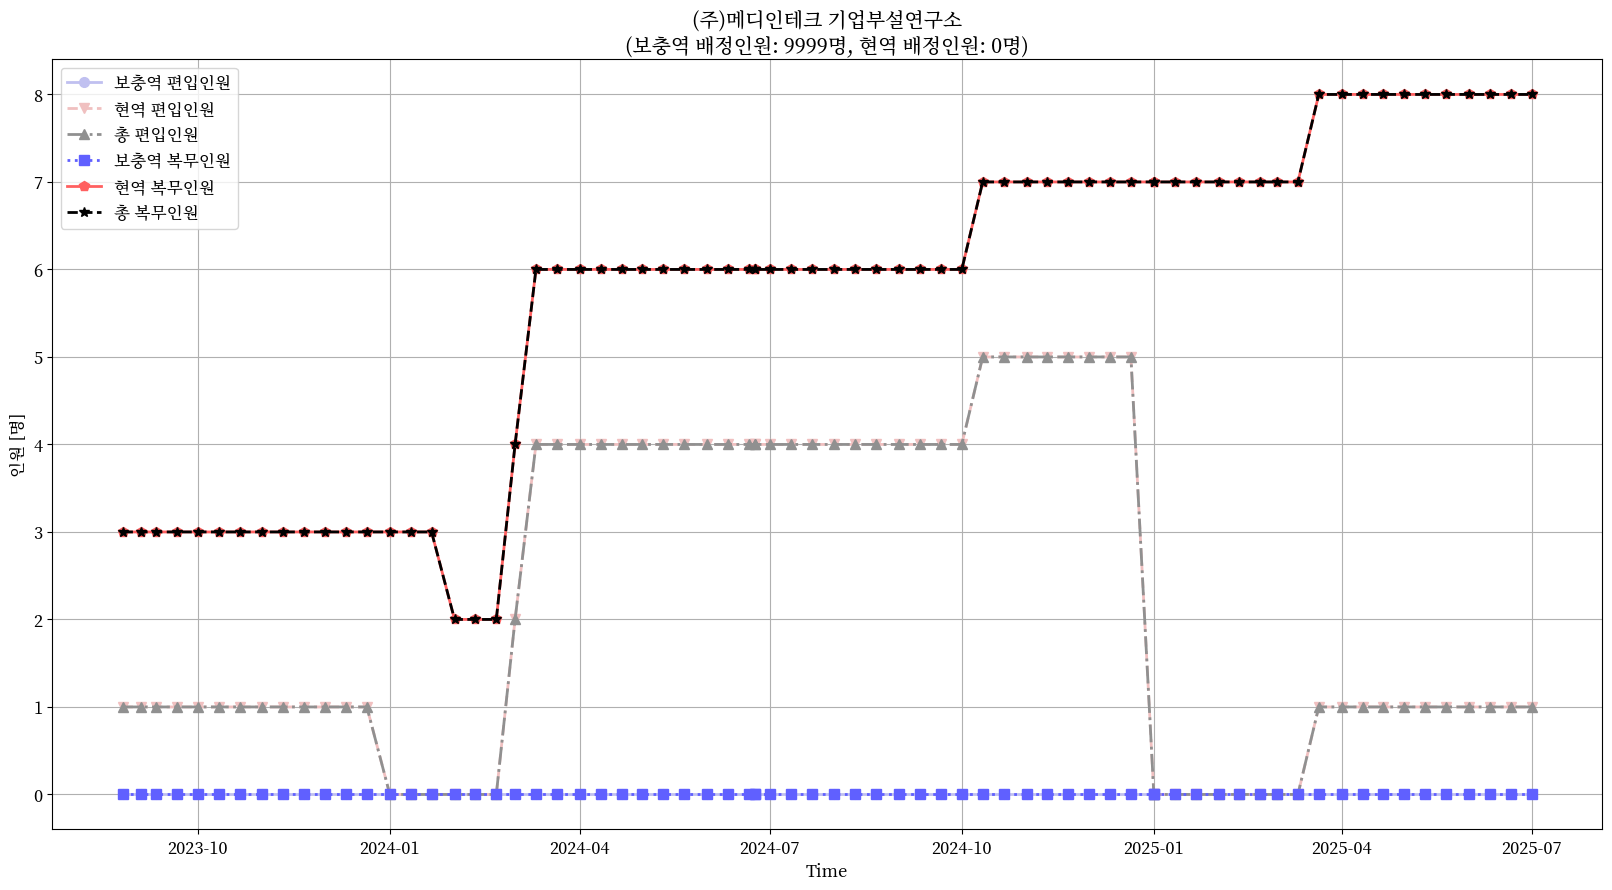 (주)메디인테크 기업부설연구소
(보충역 배정인원: 9999명, 현역 배정인원: 0명)
보충역 편입인원
현역 편입인원
총 편입인원
보충역 복무인원
현역 복무인원
총 복무인원
인원 [명]
8
7
6
5
4
3
2
1
0
2023-10
2024-01
2024-04
2024-07
2024-10
2025-01
2025-04
2025-07
Time